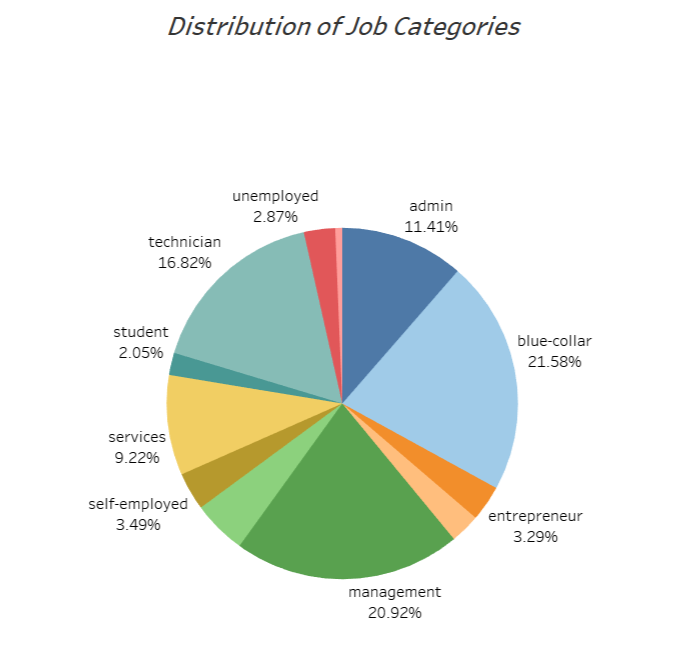 Distribution of Job Categories
unemployed
2.87%
admin
11.41%
technician
16.82%
blue-collar
21.58%
student
2.05%
services
9.22%
self-employed
3.49%
entrepreneur
3.29%
management
20.92%